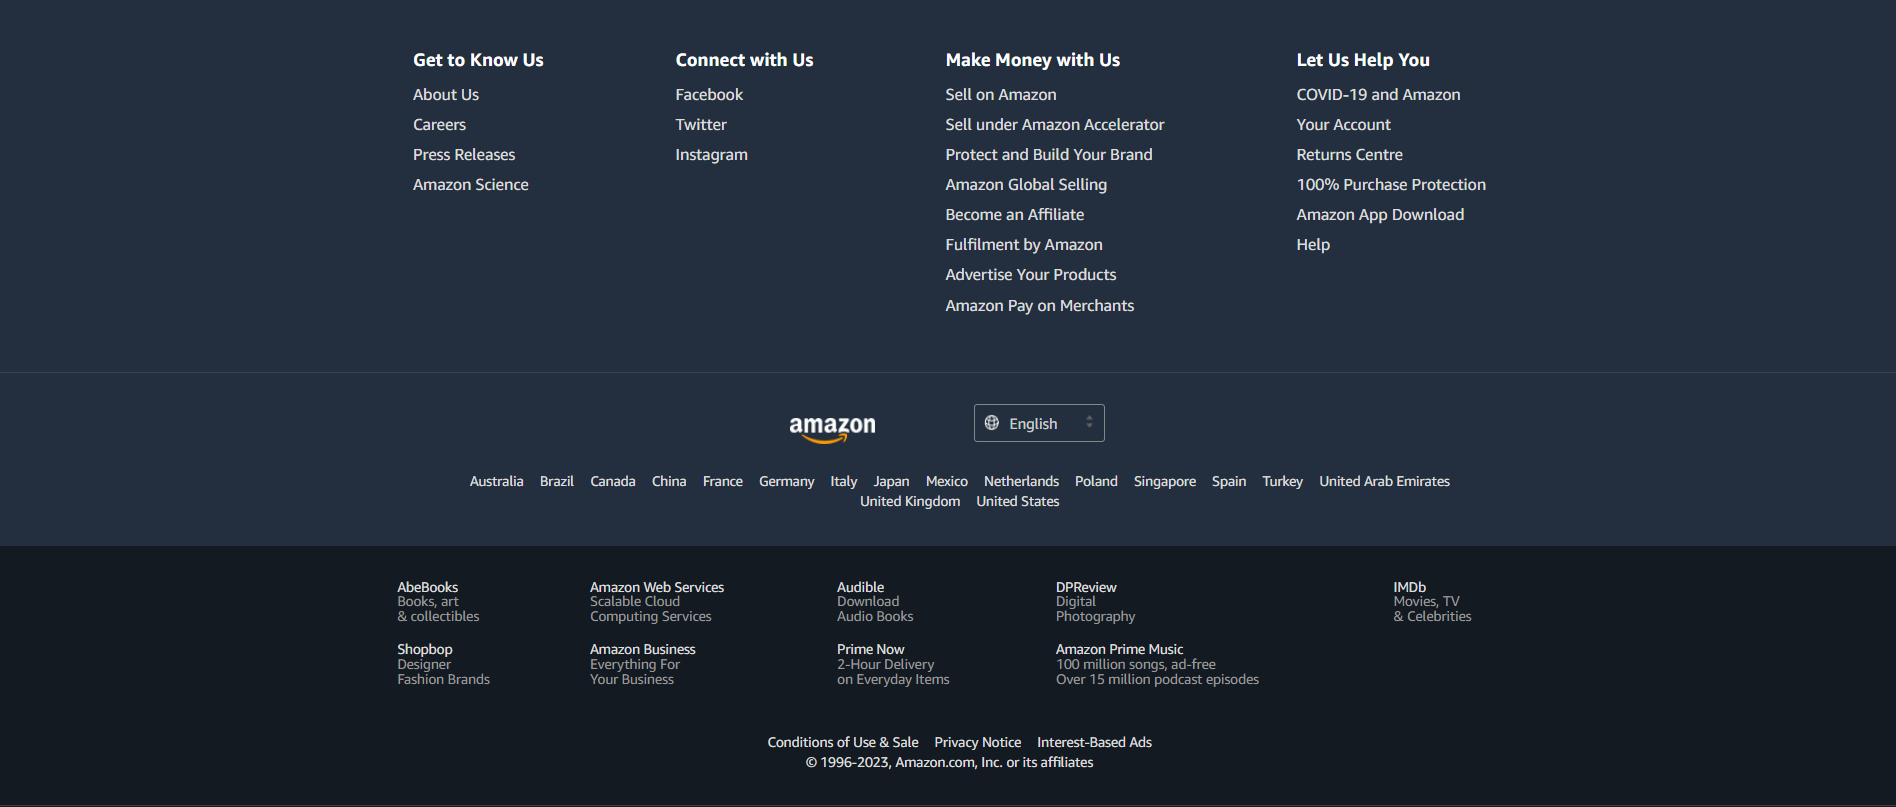 Get to Know Us
About Us
Careers
Press Releases
Amazon Science
Connect with Us
Facebook
Twitter
Instagram
Make Money with Us
Sell on Amazon
Sell under Amazon Accelerator
Protect and Build Your Brand
Amazon Global Selling
Become an Affiliate
Fulfilment by Amazon
Advertise Your Products
Amazon Pay on Merchants
Let Us Help You
COVID-19 and Amazon
Your Account
Returns Centre
100% Purchase Protection
Amazon App Download
Help
amazon
English
Australia Brazil Canada China France Germany Italy Japan Mexico Netherlands Poland Singapore Spain Turkey United Arab Emirates
United Kingdom United States
AbeBooks
Books, art
& collectibles
Amazon Web Services
Scalable Cloud
Computing Services
Audible
Download
Audio Books
DPReview
Digital
Photography
IMDb
Movies, TV
& Celebrities
Shopbop
Designer
Fashion Brands
Amazon Business
Everything For
Your Business
Prime Now
2-Hour Delivery
on Everyday Items
Amazon Prime Music
100 million songs, ad-free
Over 15 million podcast episodes
Conditions of Use & Sale Privacy Notice Interest-Based Ads
© 1996-2023, Amazon.com, Inc. or its affiliates